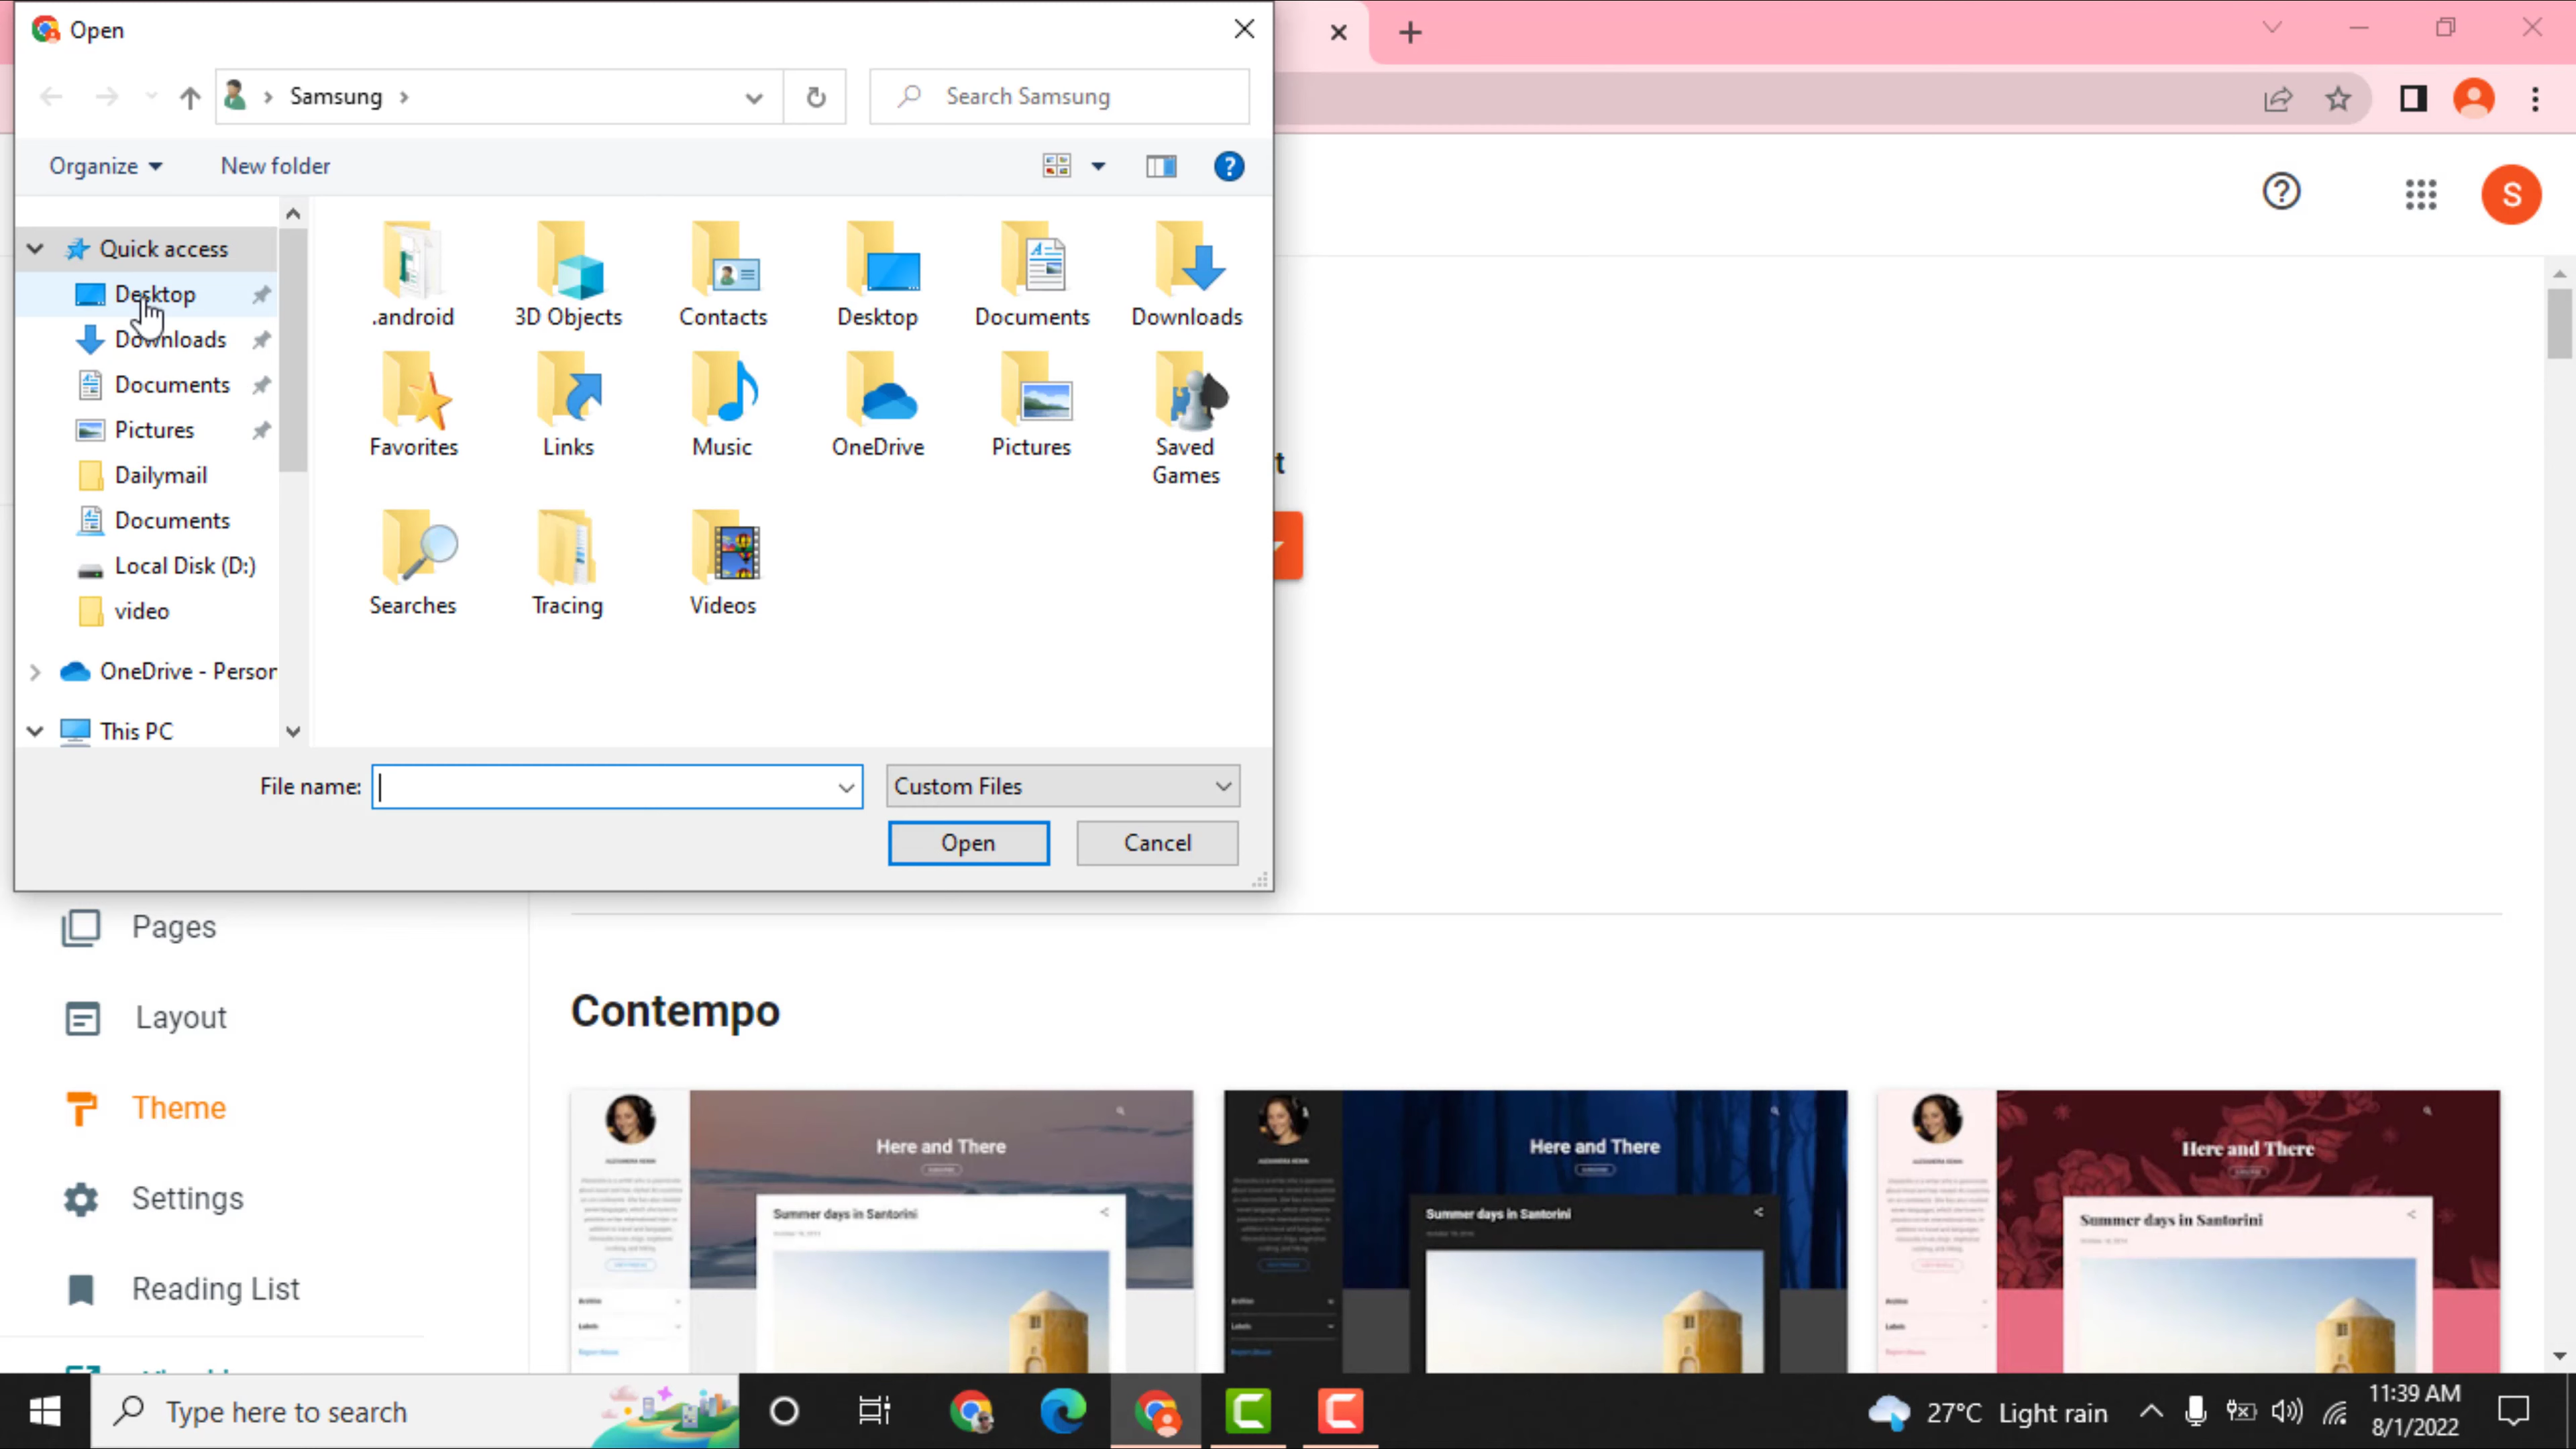 Open
Samsung
Search Samsung
Organize
New folder
Quick access
Desktop
Downloads
Documents
Pictures
Dailymail
Documents
Local Disk (D:)
video
OneDrive - Person
This PC
.android
3D Objects
Contacts
Desktop
Documents
Downloads
Favorites
Links
Music
OneDrive
Pictures
Saved
Games
Searches
Tracing
Videos
File name:
Custom Files
Open
Cancel
S
t
Pages
Layout
Theme
Settings
Reading List
Contempo
Here and There
Summer days in Santorini
Here and There
Summer days in Santorini
Here and There
Summer days in Santorini
Type here to search
27°C Light rain
11:39 AM
8/1/2022